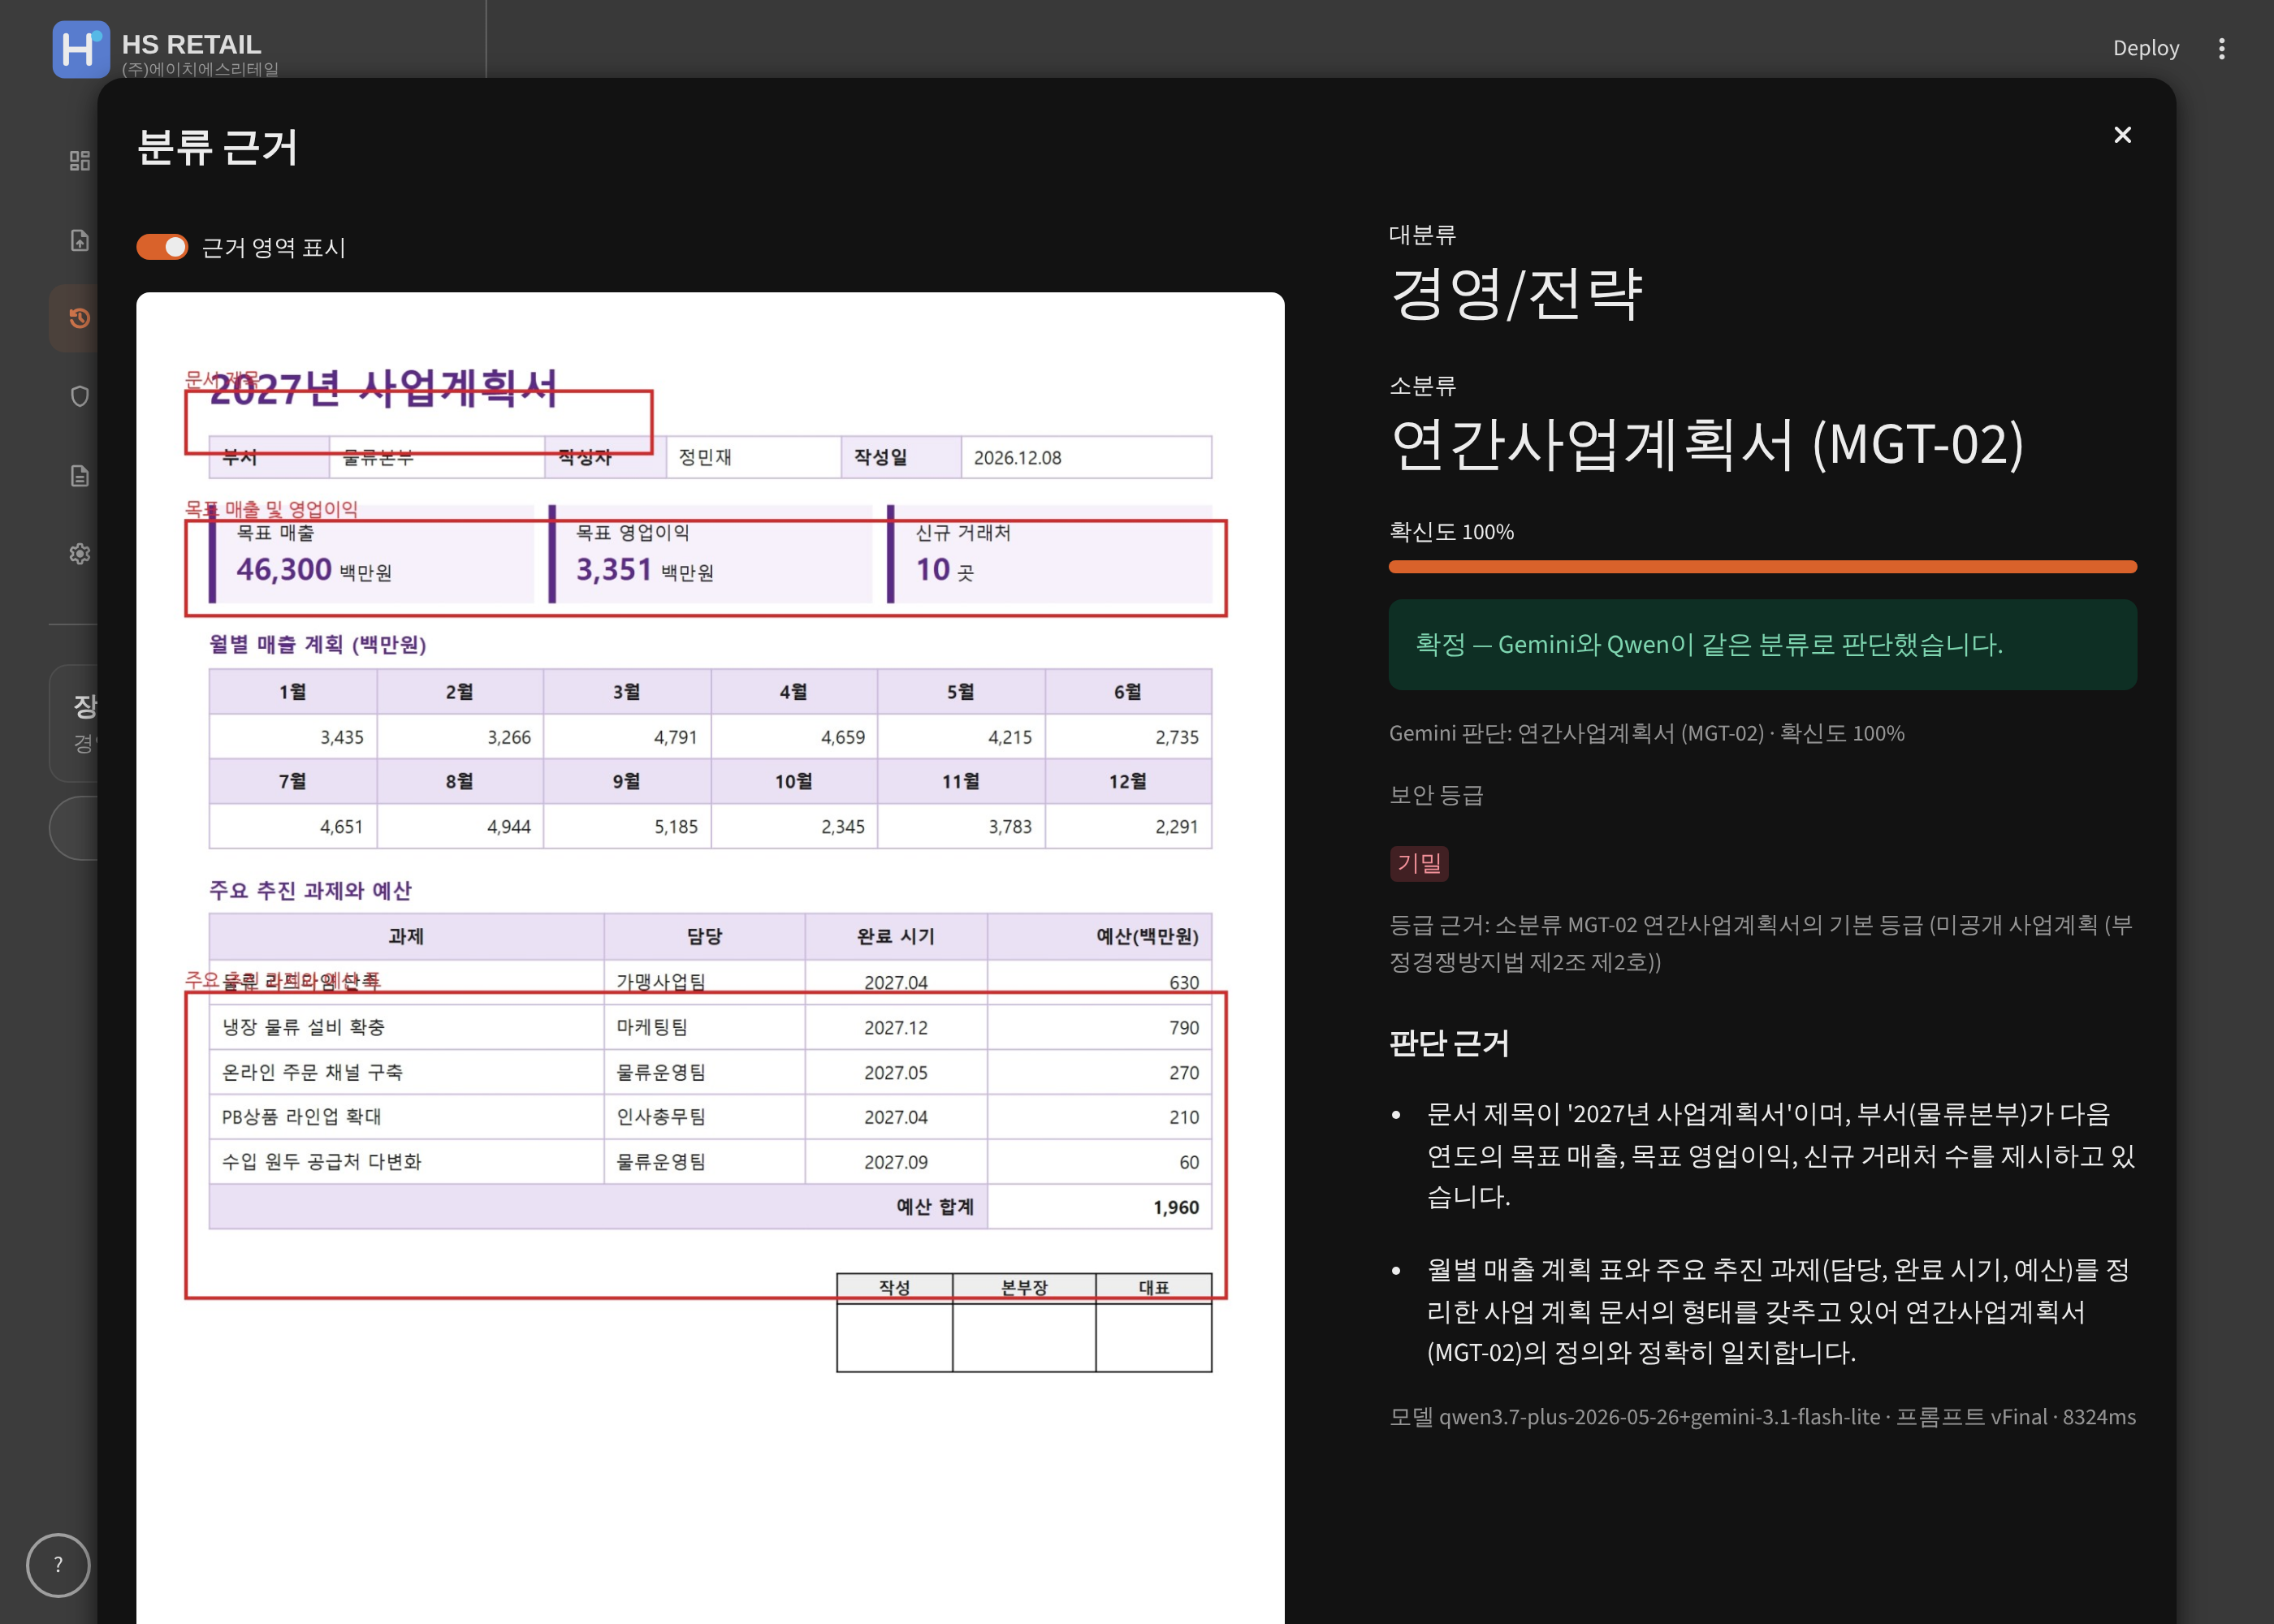 HS RETAIL
(주)에이치에스리테일
Deploy
분류 근거
근거 영역 표시
문서 제목
2027년 사업계획서
부서 물류본부 작성자 정민재 작성일 2026.12.08
목표 매출 및 영업이익
목표 매출 목표 영업이익 신규 거래처
46,300 백만원 3,351 백만원 10 곳
월별 매출 계획 (백만원)
1월 2월 3월 4월 5월 6월
3,435 3,266 4,791 4,659 4,215 2,735
7월 8월 9월 10월 11월 12월
4,651 4,944 5,185 2,345 3,783 2,291
주요 추진 과제와 예산
과제 담당 완료 시기 예산(백만원)
주요 추진 과제와 예산 표
물류 리드타임 단축 가맹사업팀 2027.04 630
냉장 물류 설비 확충 마케팅팀 2027.12 790
온라인 주문 채널 구축 물류운영팀 2027.05 270
PB상품 라인업 확대 인사총무팀 2027.04 210
수입 원두 공급처 다변화 물류운영팀 2027.09 60
예산 합계 1,960
작성 본부장 대표
대분류
경영/전략
소분류
연간사업계획서 (MGT-02)
확신도 100%
확정 — Gemini와 Qwen이 같은 분류로 판단했습니다.
Gemini 판단: 연간사업계획서 (MGT-02) · 확신도 100%
보안 등급
기밀
등급 근거: 소분류 MGT-02 연간사업계획서의 기본 등급 (미공개 사업계획 (부
정경쟁방지법 제2조 제2호))
판단 근거
• 문서 제목이 '2027년 사업계획서'이며, 부서(물류본부)가 다음
연도의 목표 매출, 목표 영업이익, 신규 거래처 수를 제시하고 있
습니다.
• 월별 매출 계획 표와 주요 추진 과제(담당, 완료 시기, 예산)를 정
리한 사업 계획 문서의 형태를 갖추고 있어 연간사업계획서
(MGT-02)의 정의와 정확히 일치합니다.
모델 qwen3.7-plus-2026-05-26+gemini-3.1-flash-lite · 프롬프트 vFinal · 8324ms
장
?